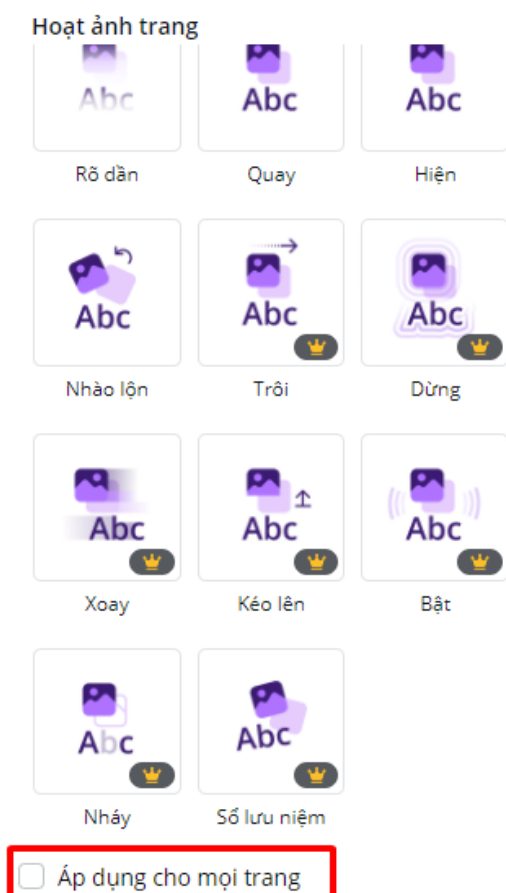 Hoạt ảnh trang
Abc Abc Abc
Rõ dần Quay Hiện
Abc Abc Abc
Nhào lộn Trôi Dừng
Abc Abc Abc
Xoay Kéo lên Bật
Abc Abc
Nháy Sổ lưu niệm
Áp dụng cho mọi trang